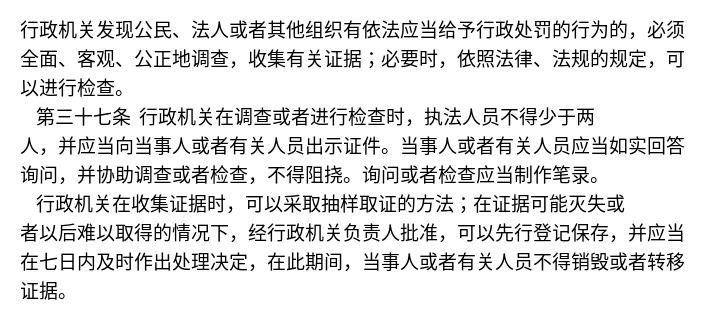 行政机关发现公民、法人或者其他组织有依法应当给予行政处罚的行为的，必须
全面、客观、公正地调查，收集有关证据；必要时，依照法律、法规的规定，可
以进行检查。
第三十七条 行政机关在调查或者进行检查时，执法人员不得少于两
人，并应当向当事人或者有关人员出示证件。当事人或者有关人员应当如实回答
询问，并协助调查或者检查，不得阻挠。询问或者检查应当制作笔录。
行政机关在收集证据时，可以采取抽样取证的方法；在证据可能灭失或
者以后难以取得的情况下，经行政机关负责人批准，可以先行登记保存，并应当
在七日内及时作出处理决定，在此期间，当事人或者有关人员不得销毁或者转移
证据。